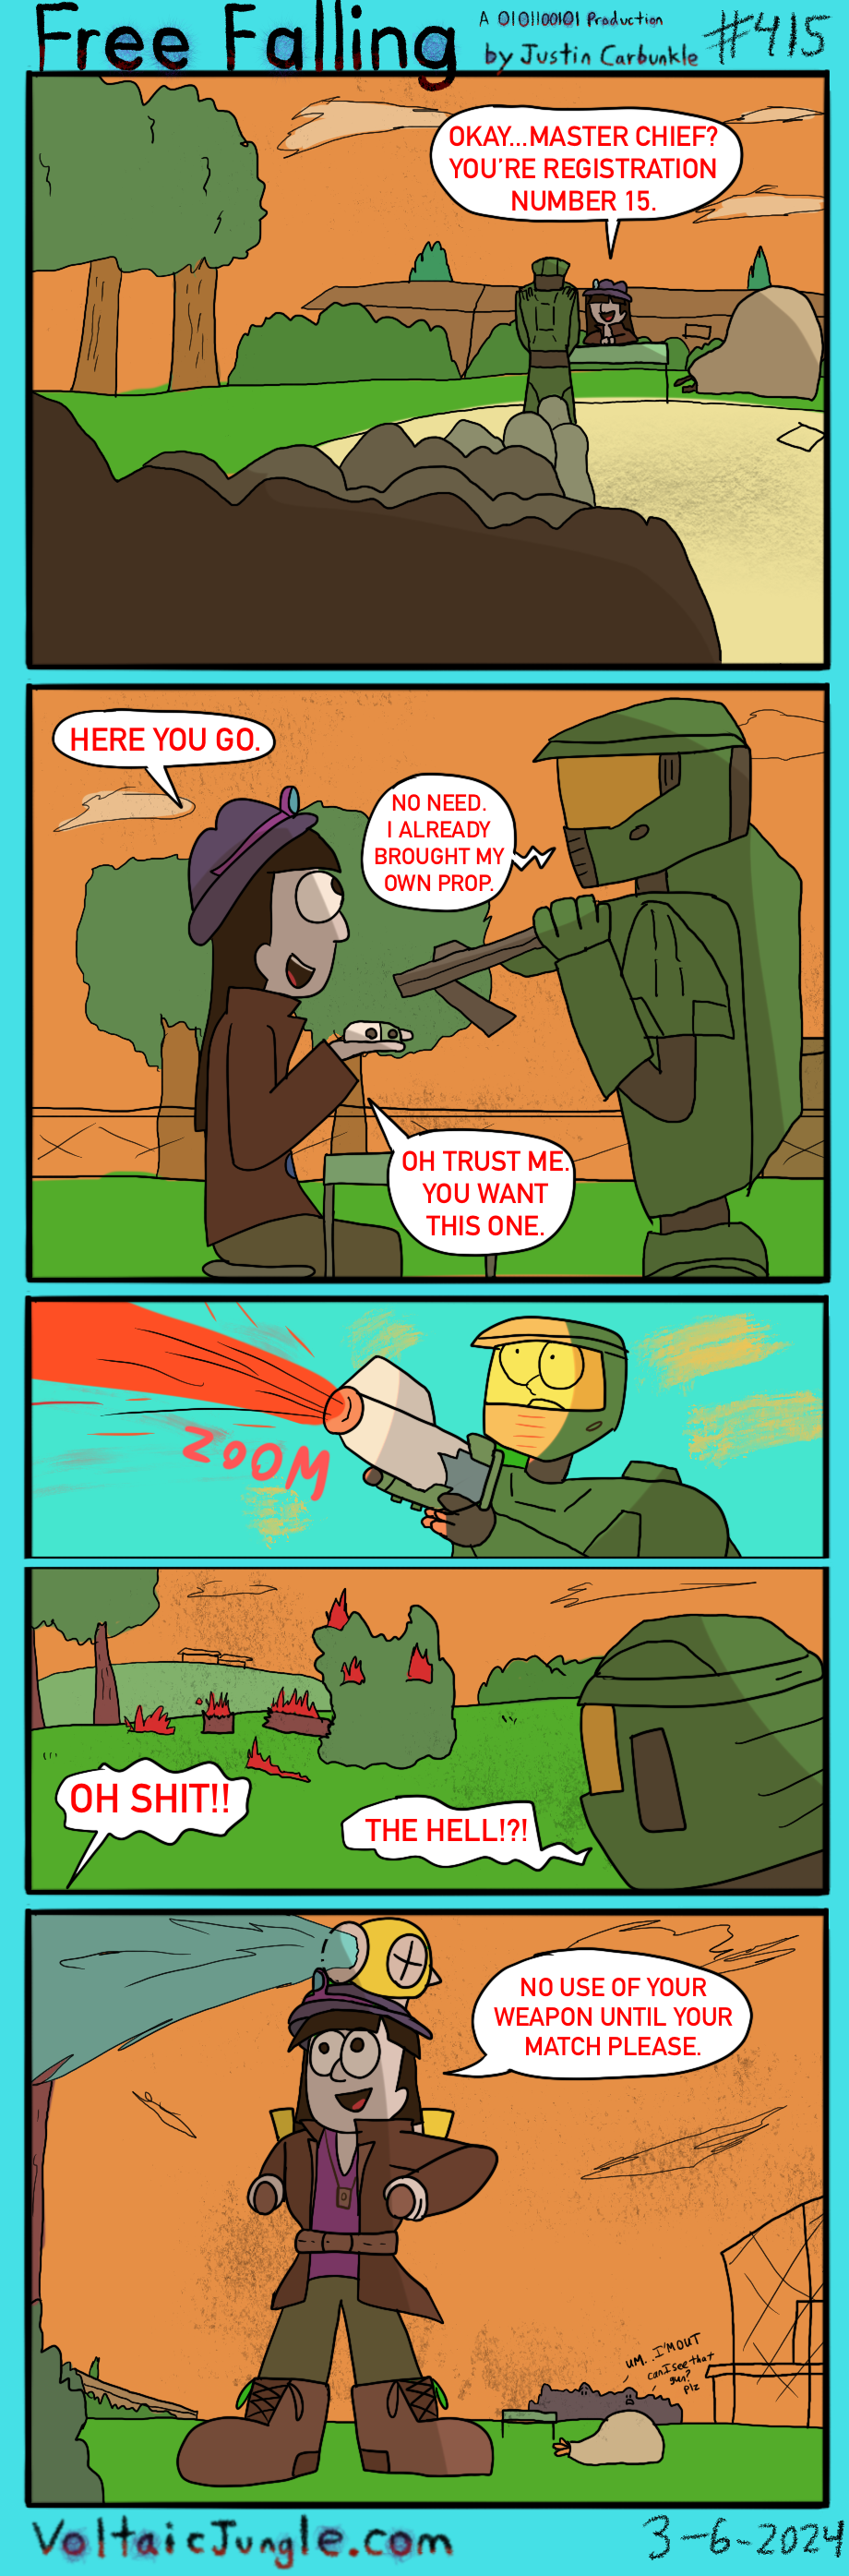 Free Falling
A 0101100101 Production
by Justin Carbunkle
#415
OKAY...MASTER CHIEF?
YOU'RE REGISTRATION
NUMBER 15.
HERE YOU GO.
NO NEED.
I ALREADY
BROUGHT MY
OWN PROP.
OH TRUST ME.
YOU WANT
THIS ONE.
ZOOM
OH SHIT!!
THE HELL!?!
NO USE OF YOUR
WEAPON UNTIL YOUR
MATCH PLEASE.
UM.. I'M OUT
can I see that
gun?
Plz
VoltaicJungle.com
3-6-2024